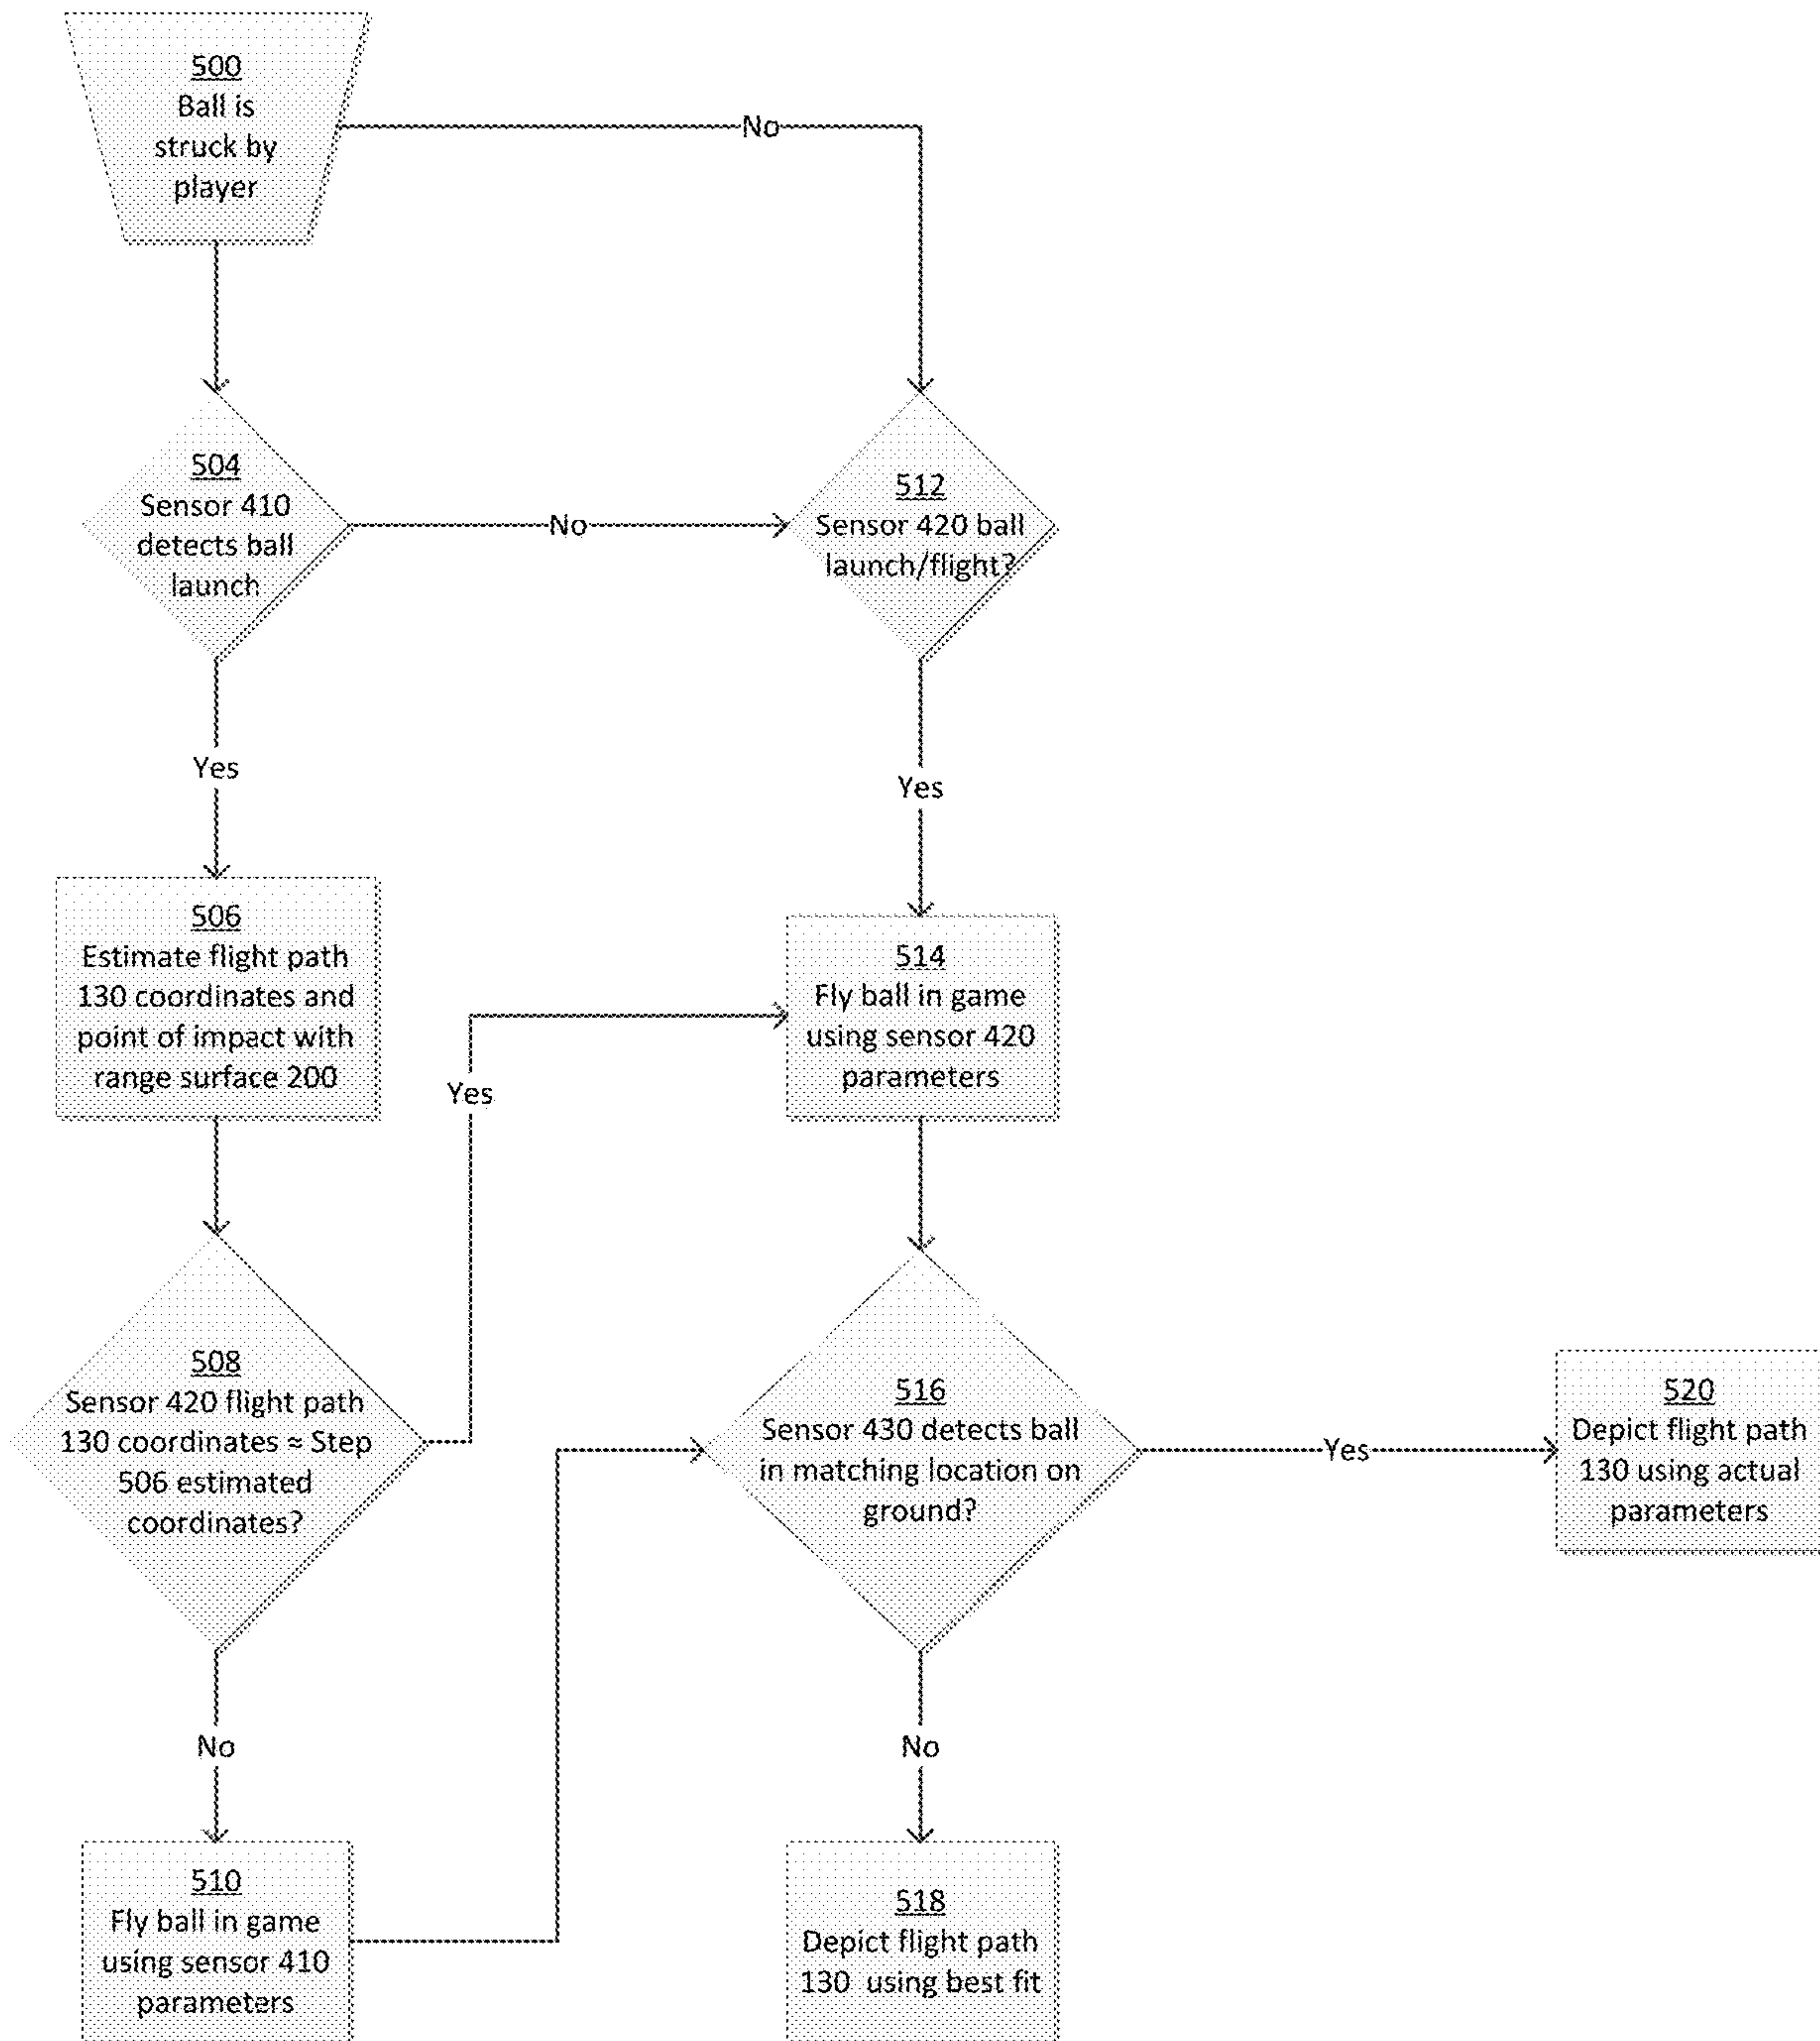 500
Ball is
struck by
player
No
504
Sensor 410
detects ball
launch
No
512
Sensor 420 ball
launch/flight?
Yes
Yes
506
Estimate flight path
130 coordinates and
point of impact with
range surface 200
514
Fly ball in game
using sensor 420
parameters
Yes
508
Sensor 420 flight path
130 coordinates ≈ Step
506 estimated
coordinates?
516
Sensor 430 detects ball
in matching location on
ground?
Yes
520
Depict flight path
130 using actual
parameters
No
No
510
Fly ball in game
using sensor 410
parameters
518
Depict flight path
130 using best fit